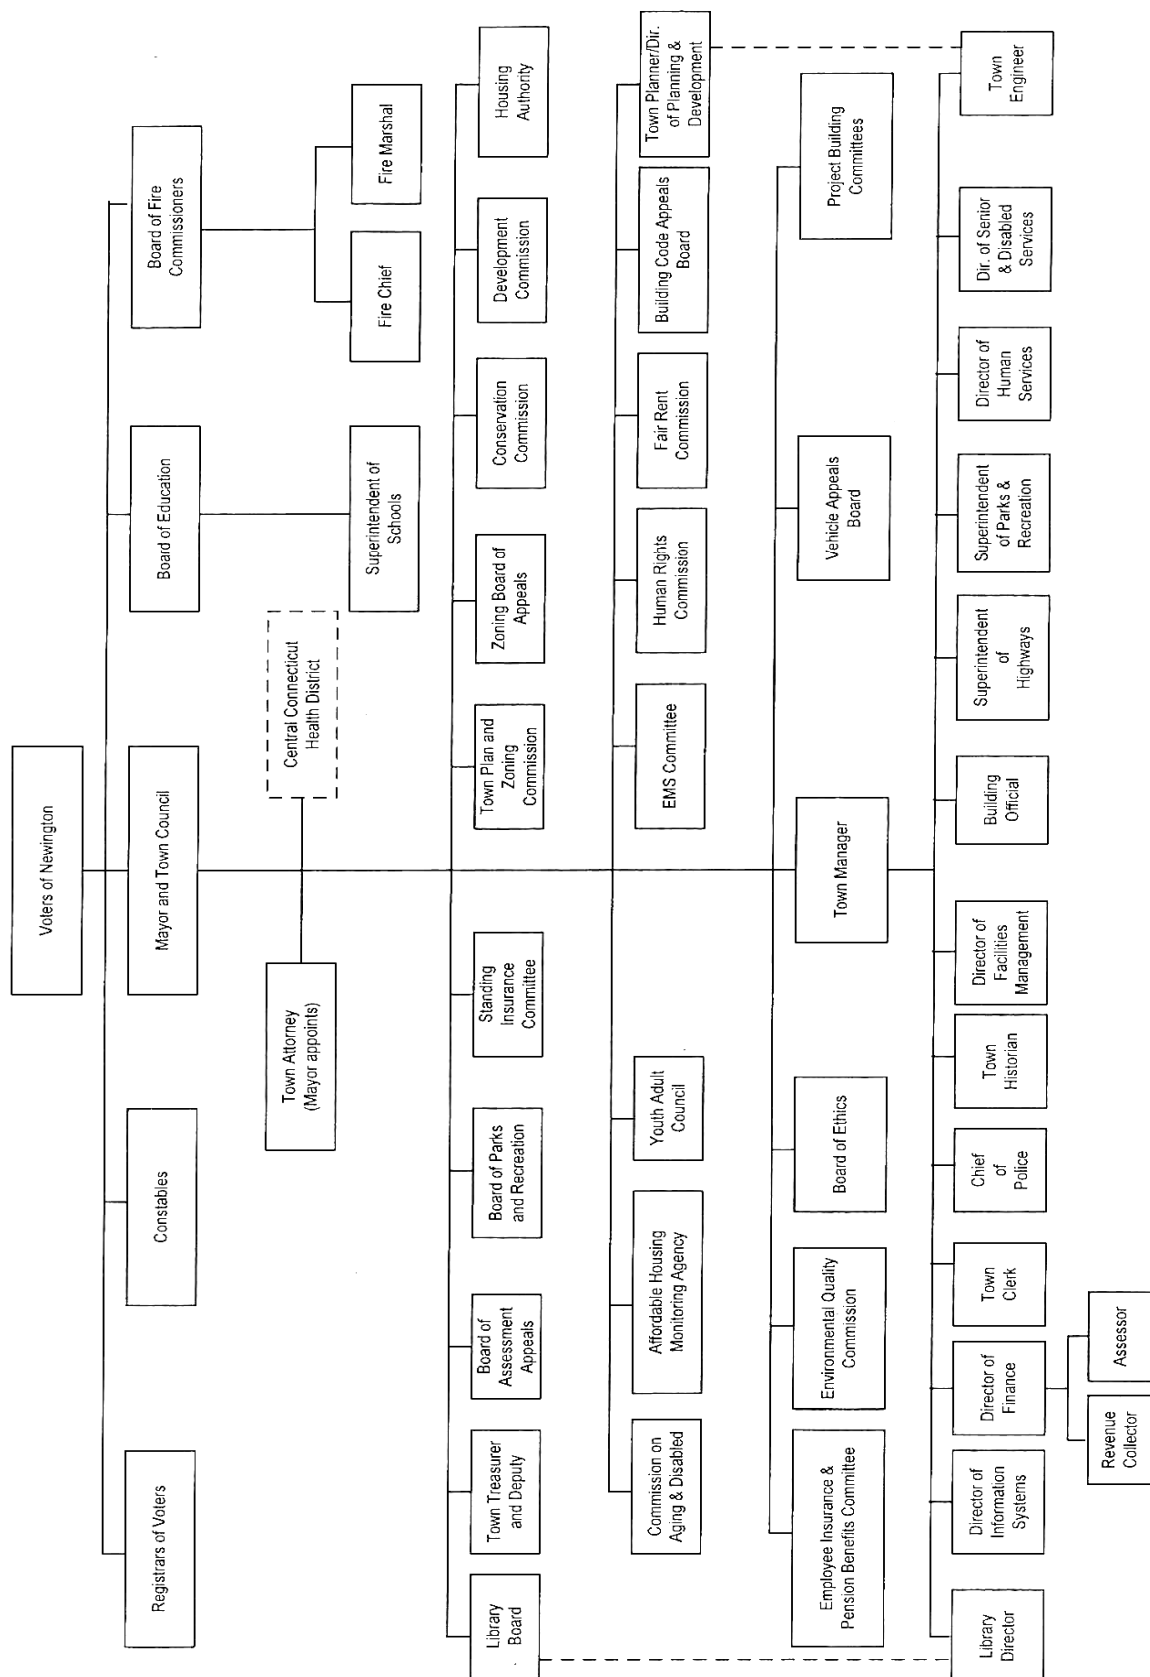 Voters of Newington
Registrars of Voters
Constables
Mayor and Town Council
Board of Education
Board of Fire
Commissioners
Town Attorney
(Mayor appoints)
Central Connecticut
Health District
Superintendent of
Schools
Fire Chief
Fire Marshal
Library
Board
Town Treasurer
and Deputy
Board of
Assessment
Appeals
Board of Parks
and Recreation
Standing
Insurance
Committee
Town Plan and
Zoning
Commission
Zoning Board of
Appeals
Conservation
Commission
Development
Commission
Housing
Authority
Commission on
Aging & Disabled
Affordable Housing
Monitoring Agency
Youth Adult
Council
EMS Committee
Human Rights
Commission
Fair Rent
Commission
Building Code Appeals
Board
Town Planner/Dir.
of Planning &
Development
Employee Insurance &
Pension Benefits Committee
Environmental Quality
Commission
Board of Ethics
Town Manager
Vehicle Appeals
Board
Project Building
Committees
Library
Director
Director of
Information
Systems
Director of
Finance
Town
Clerk
Chief
of
Police
Town
Historian
Director of
Facilities
Management
Building
Official
Superintendent
of
Highways
Superintendent
of Parks &
Recreation
Director of
Human
Services
Dir. of Senior
& Disabled
Services
Town
Engineer
Revenue
Collector
Assessor